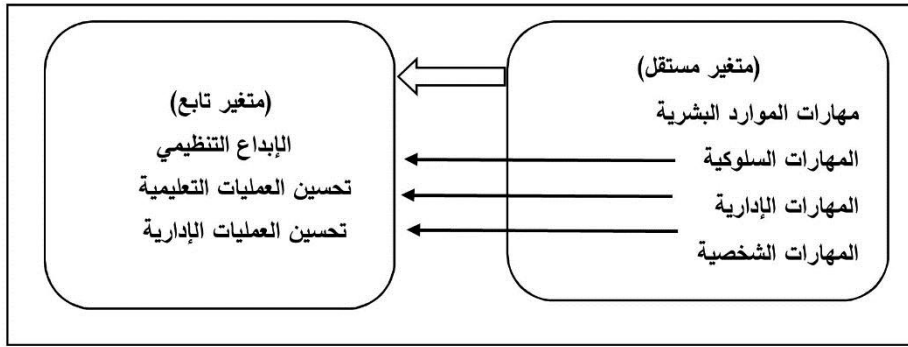 (متغير مستقل)
مهارات الموارد البشرية
المهارات السلوكية
المهارات الإدارية
المهارات الشخصية
(متغير تابع)
الإبداع التنظيمي
تحسين العمليات التعليمية
تحسين العمليات الإدارية